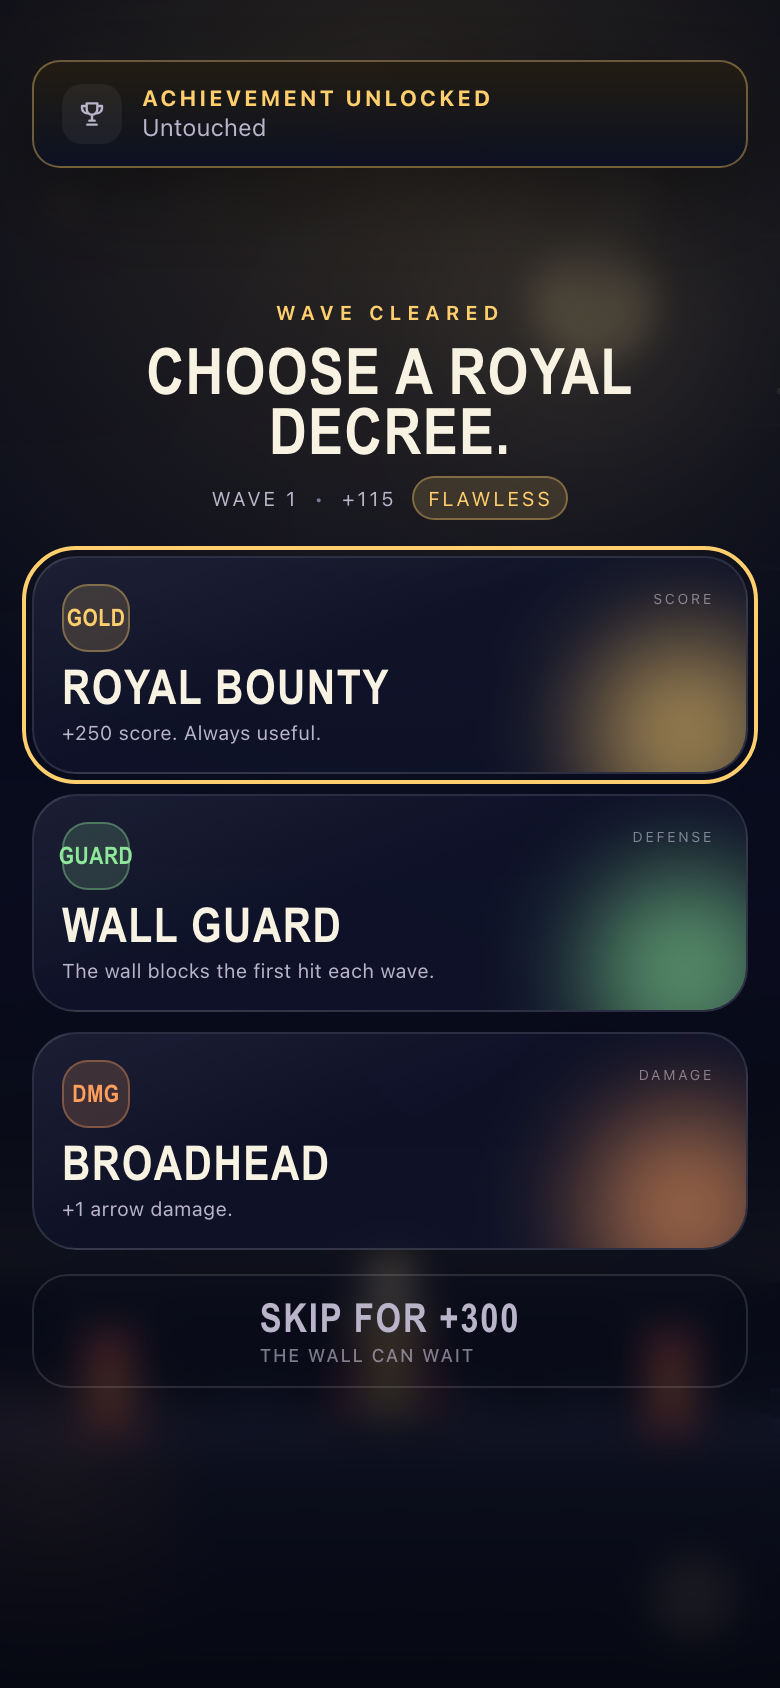 ACHIEVEMENT UNLOCKED
Untouched
WAVE CLEARED
CHOOSE A ROYAL
DECREE.
WAVE 1 • +115 FLAWLESS
GOLD
SCORE
ROYAL BOUNTY
+250 score. Always useful.
GUARD
DEFENSE
WALL GUARD
The wall blocks the first hit each wave.
DMG
DAMAGE
BROADHEAD
+1 arrow damage.
SKIP FOR +300
THE WALL CAN WAIT